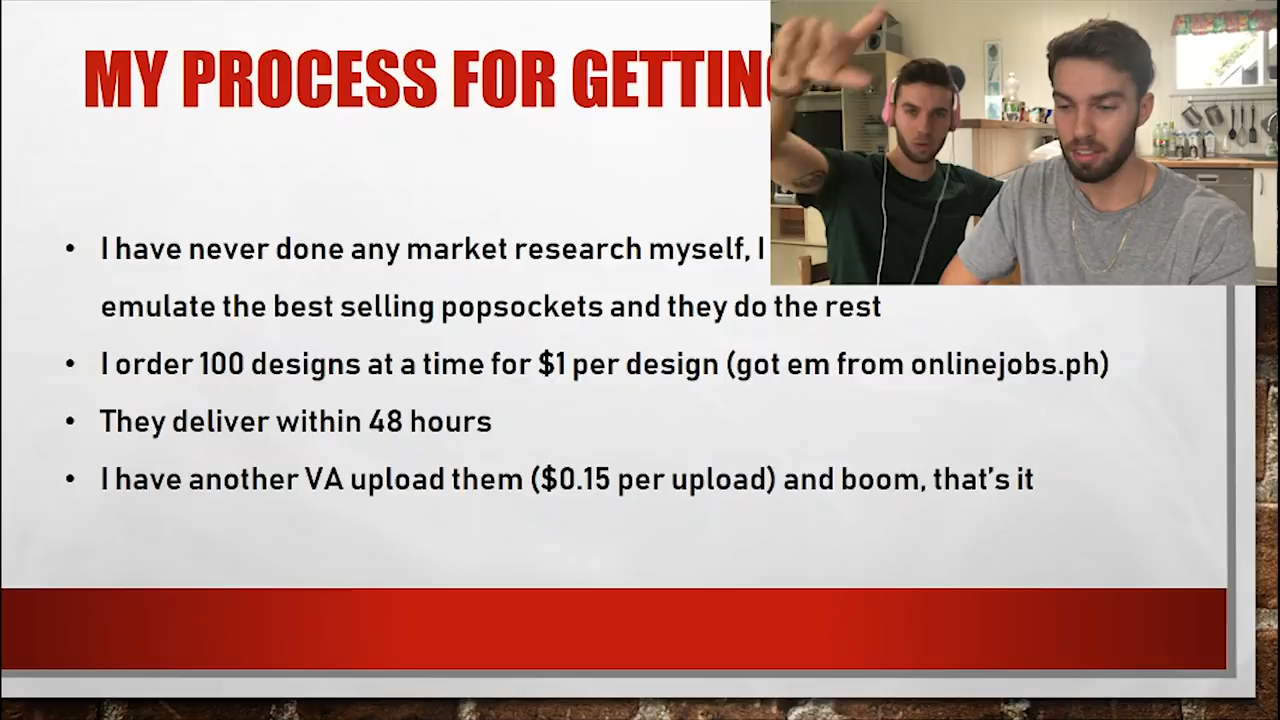 MY PROCESS FOR GETTING
• I have never done any market research myself, I
emulate the best selling popsockets and they do the rest
• I order 100 designs at a time for $1 per design (got em from onlinejobs.ph)
• They deliver within 48 hours
• I have another VA upload them ($0.15 per upload) and boom, that's it